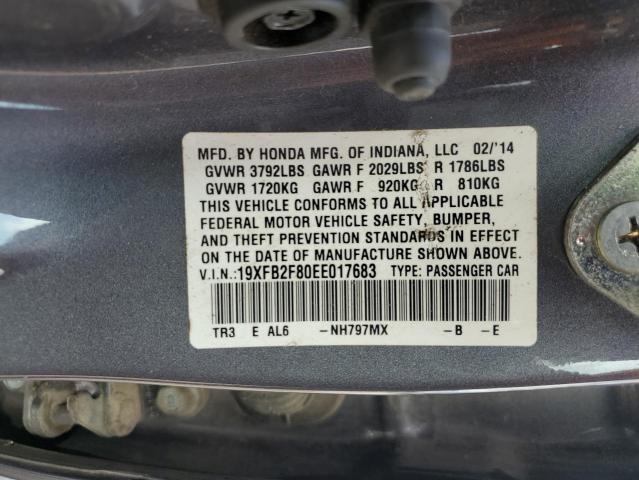 MFD. BY HONDA MFG. OF INDIANA, LLC 02/'14
GVWR 3792LBS GAWR F 2029LBS R 1786LBS
GVWR 1720KG GAWR F 920KG R 810KG
THIS VEHICLE CONFORMS TO ALL APPLICABLE
FEDERAL MOTOR VEHICLE SAFETY, BUMPER,
AND THEFT PREVENTION STANDARDS IN EFFECT
ON THE DATE OF MANUFACTURE SHOWN ABOVE.
V.I.N.:19XFB2F80EE017683 TYPE: PASSENGER CAR
TR3 E AL6 -NH797MX -B -E